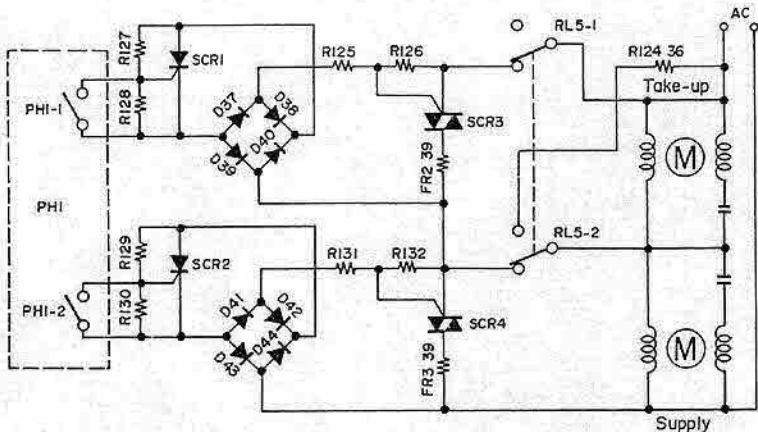 RL5-1
AC
R127
SCR1
R125
R126
R124 36
Take-up
PH1-1
R128
D37
D38
D39
D40
SCR3
M
FR2 39
PH1
RL5-2
R129
SCR2
R131
R132
PH1-2
R130
D41
D42
D43
D44
SCR4
M
FR3 39
Supply